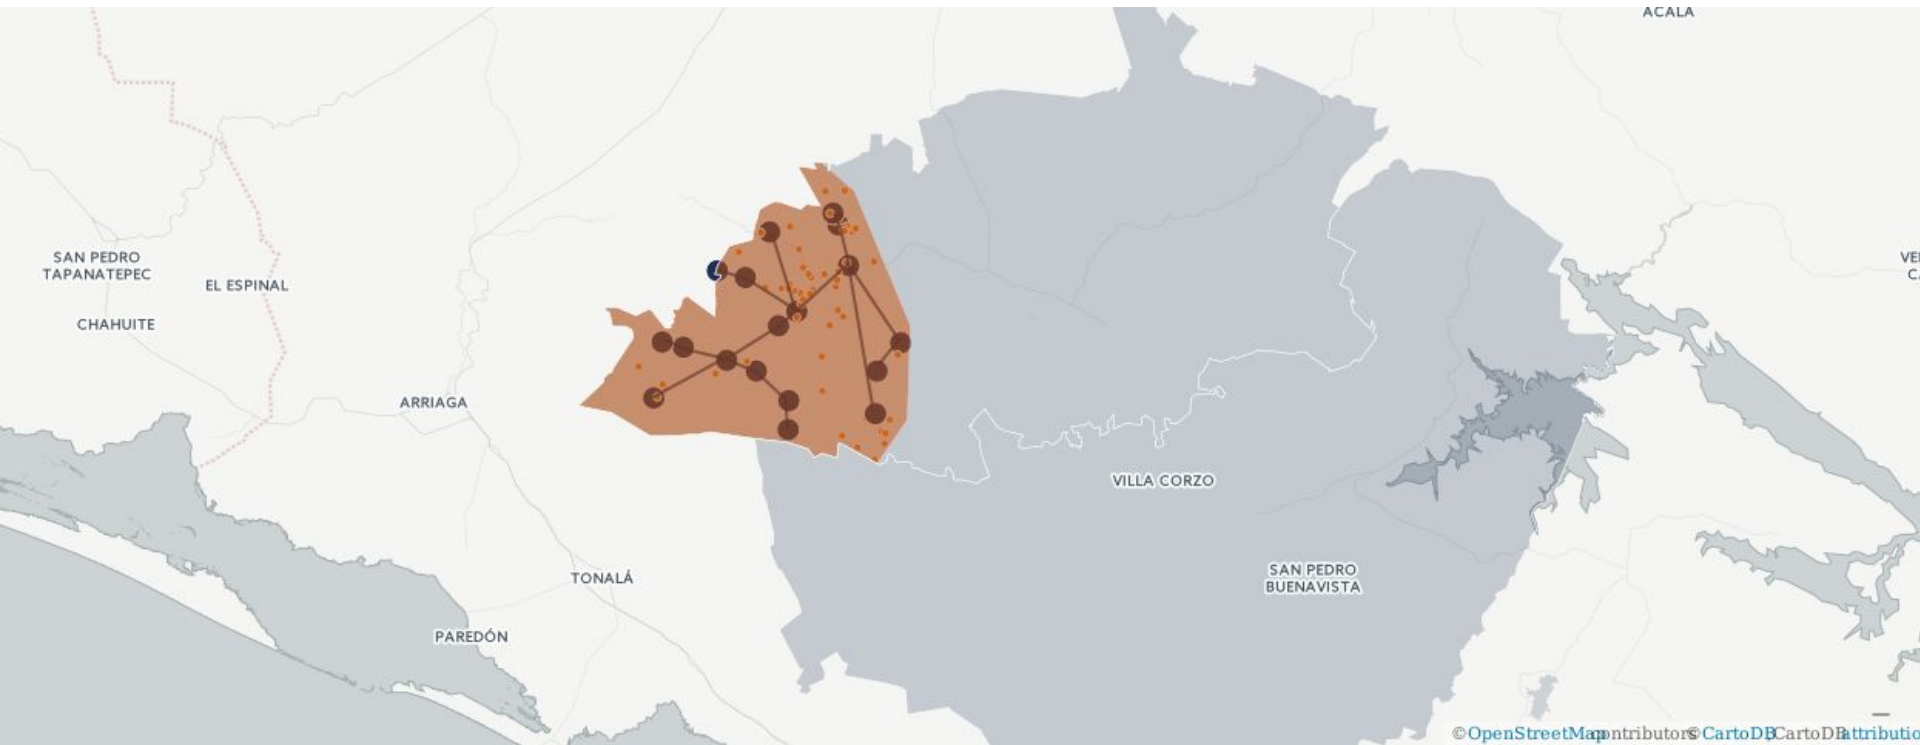 ACALA
SAN PEDRO
TAPANATEPEC
EL ESPINAL
CHAHUITE
ARRIAGA
VILLA CORZO
SAN PEDRO
BUENAVISTA
TONALÁ
PAREDÓN
©OpenStreetMap contributors © CartoDB CartoDB